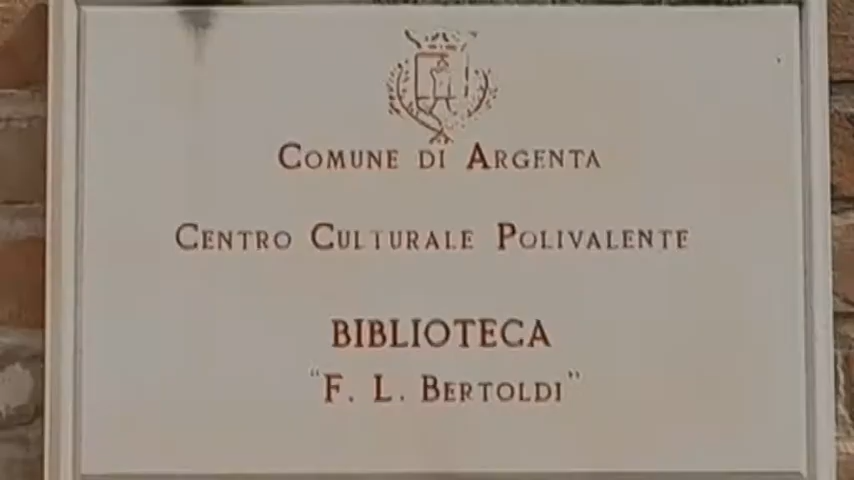 COMUNE DI ARGENTA
CENTRO CULTURALE POLIVALENTE
BIBLIOTECA
"F. L. BERTOLDI"